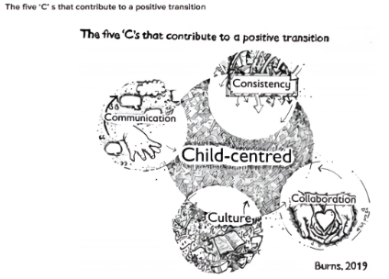 The five 'C' s that contribute to a positive transition
The five 'C's that contribute to a positive transition
Consistency
Communication
Child-centred
Collaboration
Culture
Burns, 2019